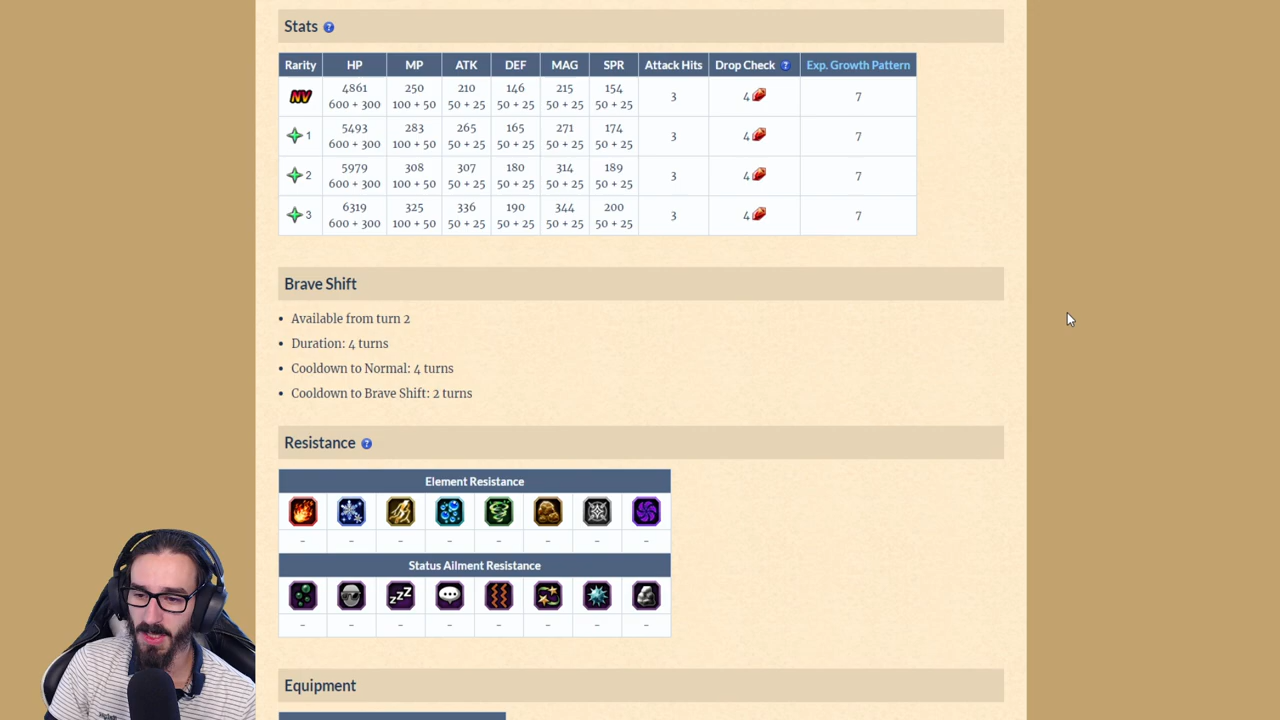 Stats ?
Rarity HP MP ATK DEF MAG SPR Attack Hits Drop Check ? Exp. Growth Pattern
NV 4861 250 210 146 215 154 3 4 7
600 + 300 100 + 50 50 + 25 50 + 25 50 + 25 50 + 25
1 5493 283 265 165 271 174 3 4 7
600 + 300 100 + 50 50 + 25 50 + 25 50 + 25 50 + 25
2 5979 308 307 180 314 189 3 4 7
600 + 300 100 + 50 50 + 25 50 + 25 50 + 25 50 + 25
3 6319 325 336 190 344 200 3 4 7
600 + 300 100 + 50 50 + 25 50 + 25 50 + 25 50 + 25
Brave Shift
• Available from turn 2
• Duration: 4 turns
• Cooldown to Normal: 4 turns
• Cooldown to Brave Shift: 2 turns
Resistance ?
Element Resistance
- - - - - - - -
Status Ailment Resistance
zzZ
- - - - - - - -
Equipment